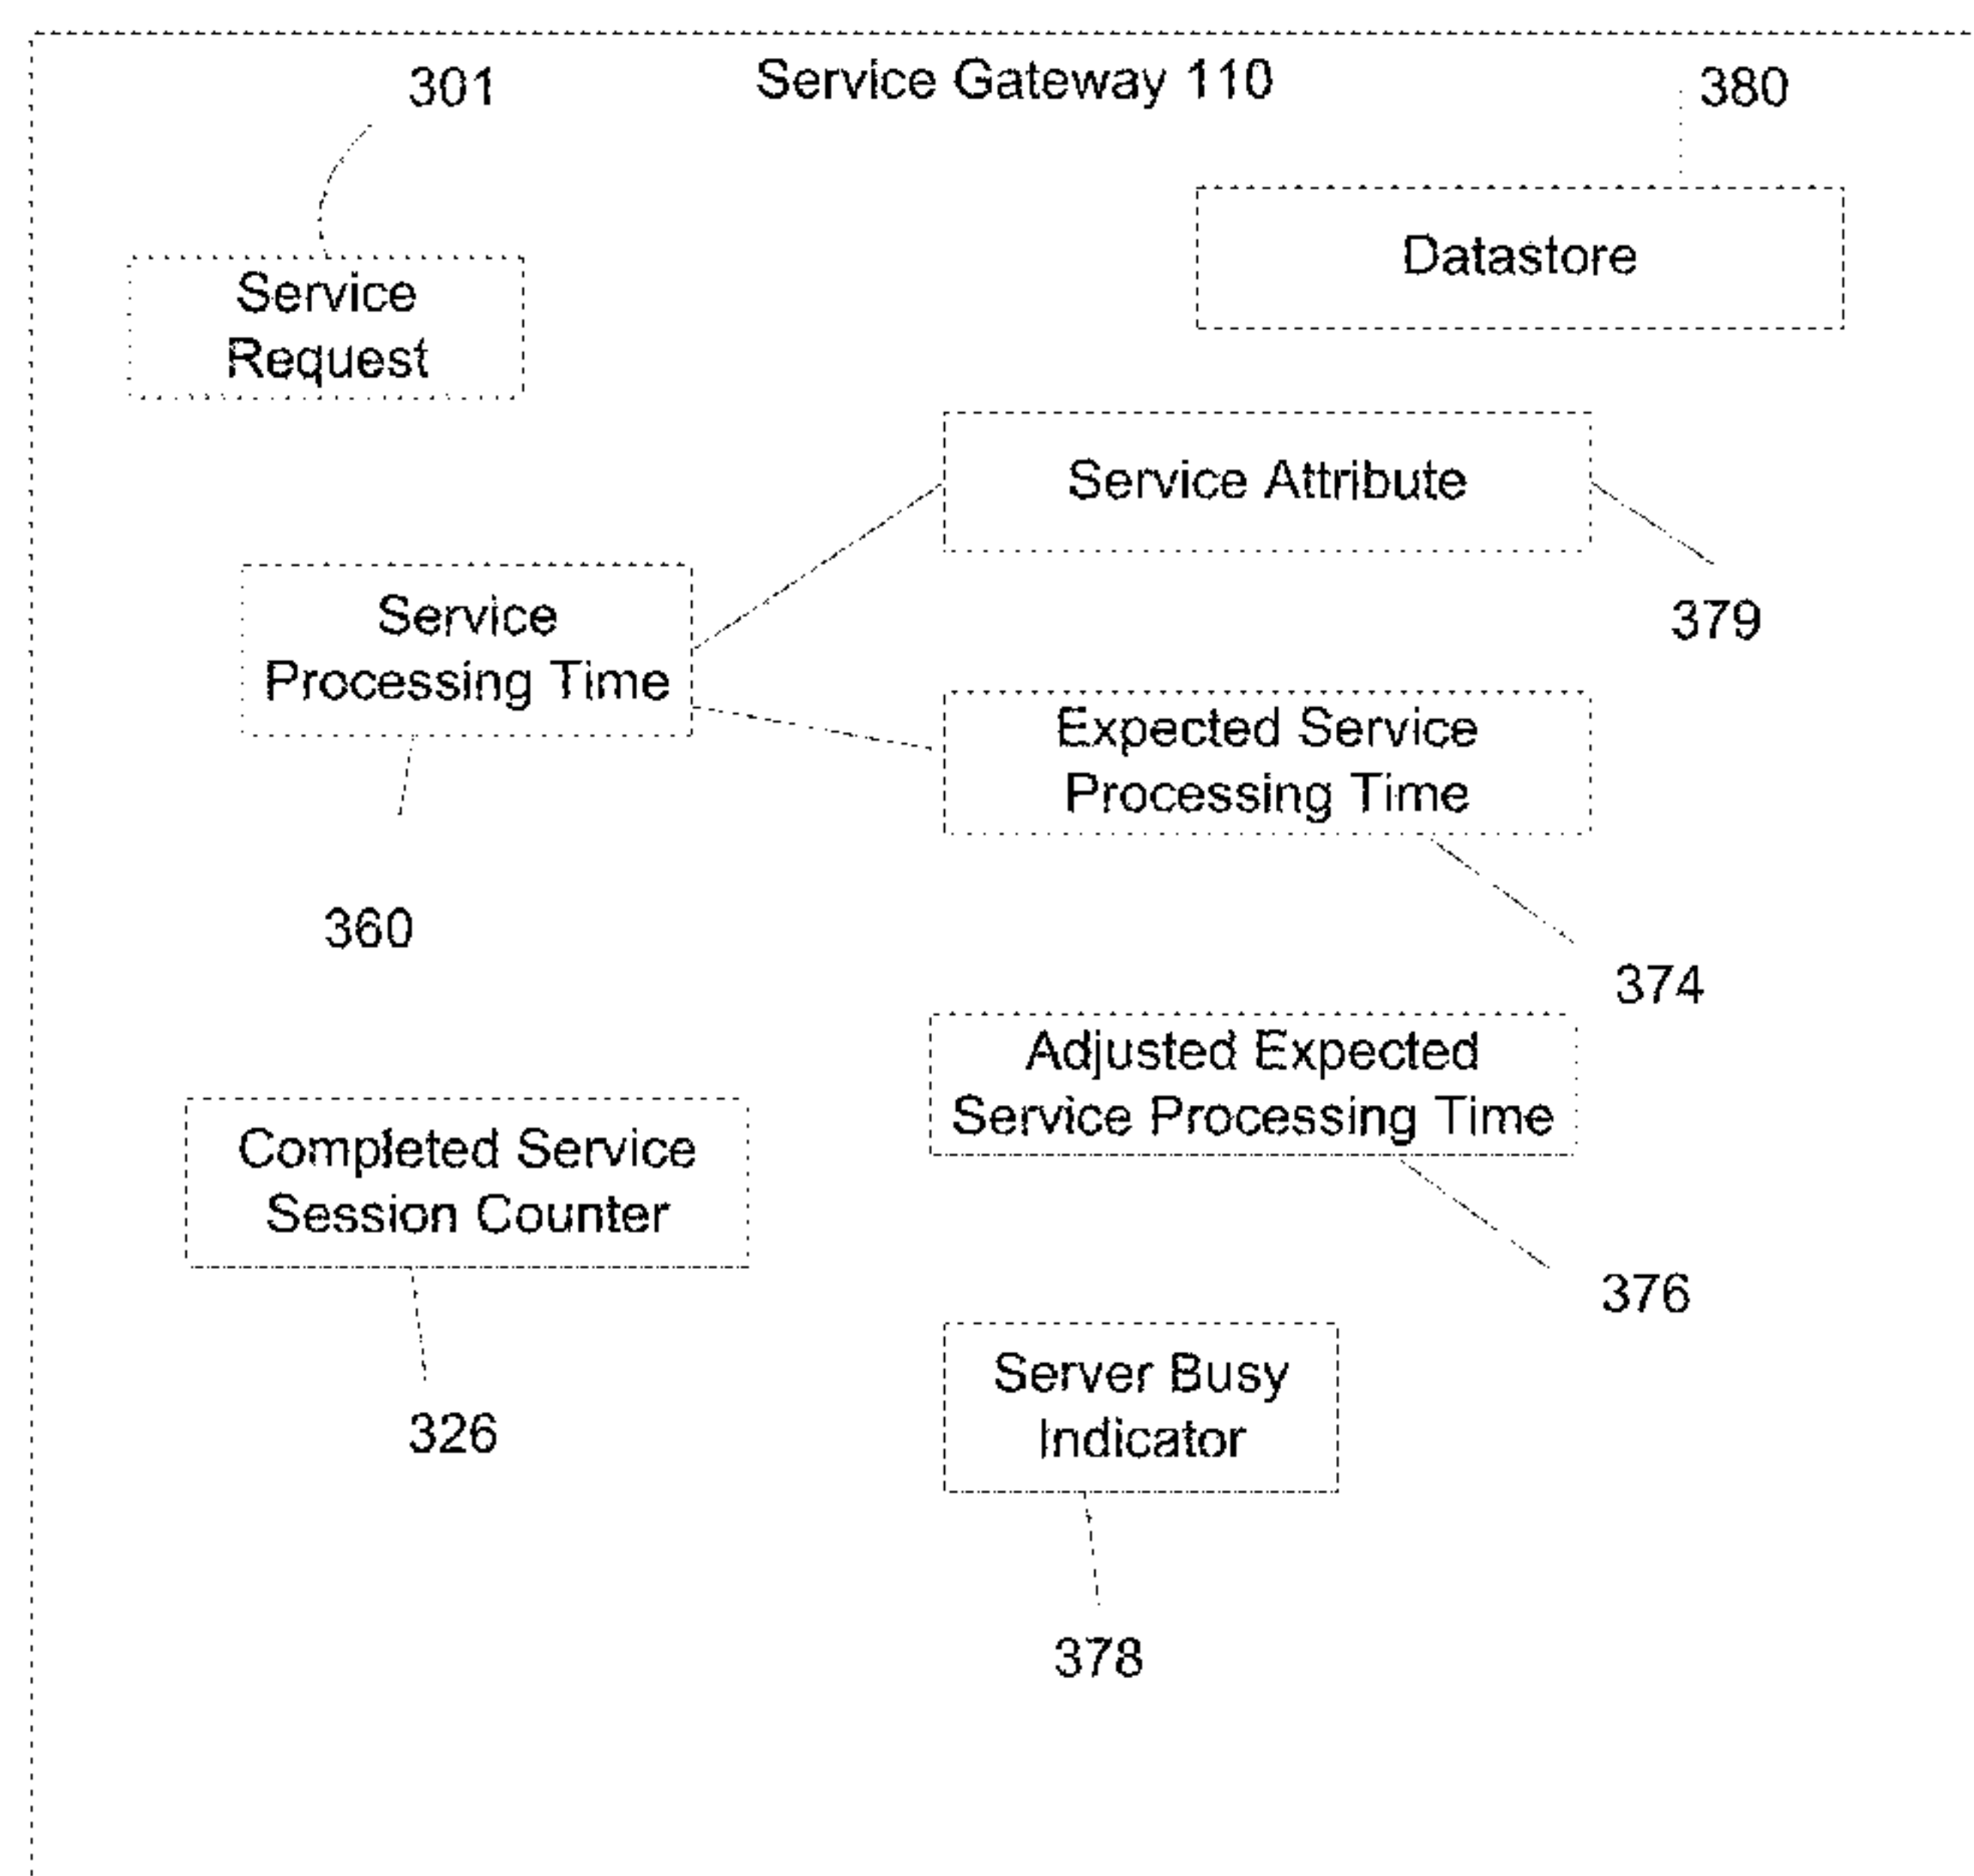 301
Service Gateway 110
380
Datastore
Service
Request
Service Attribute
379
Service
Processing Time
Expected Service
Processing Time
360
374
Adjusted Expected
Service Processing Time
Completed Service
Session Counter
376
326
Server Busy
Indicator
378